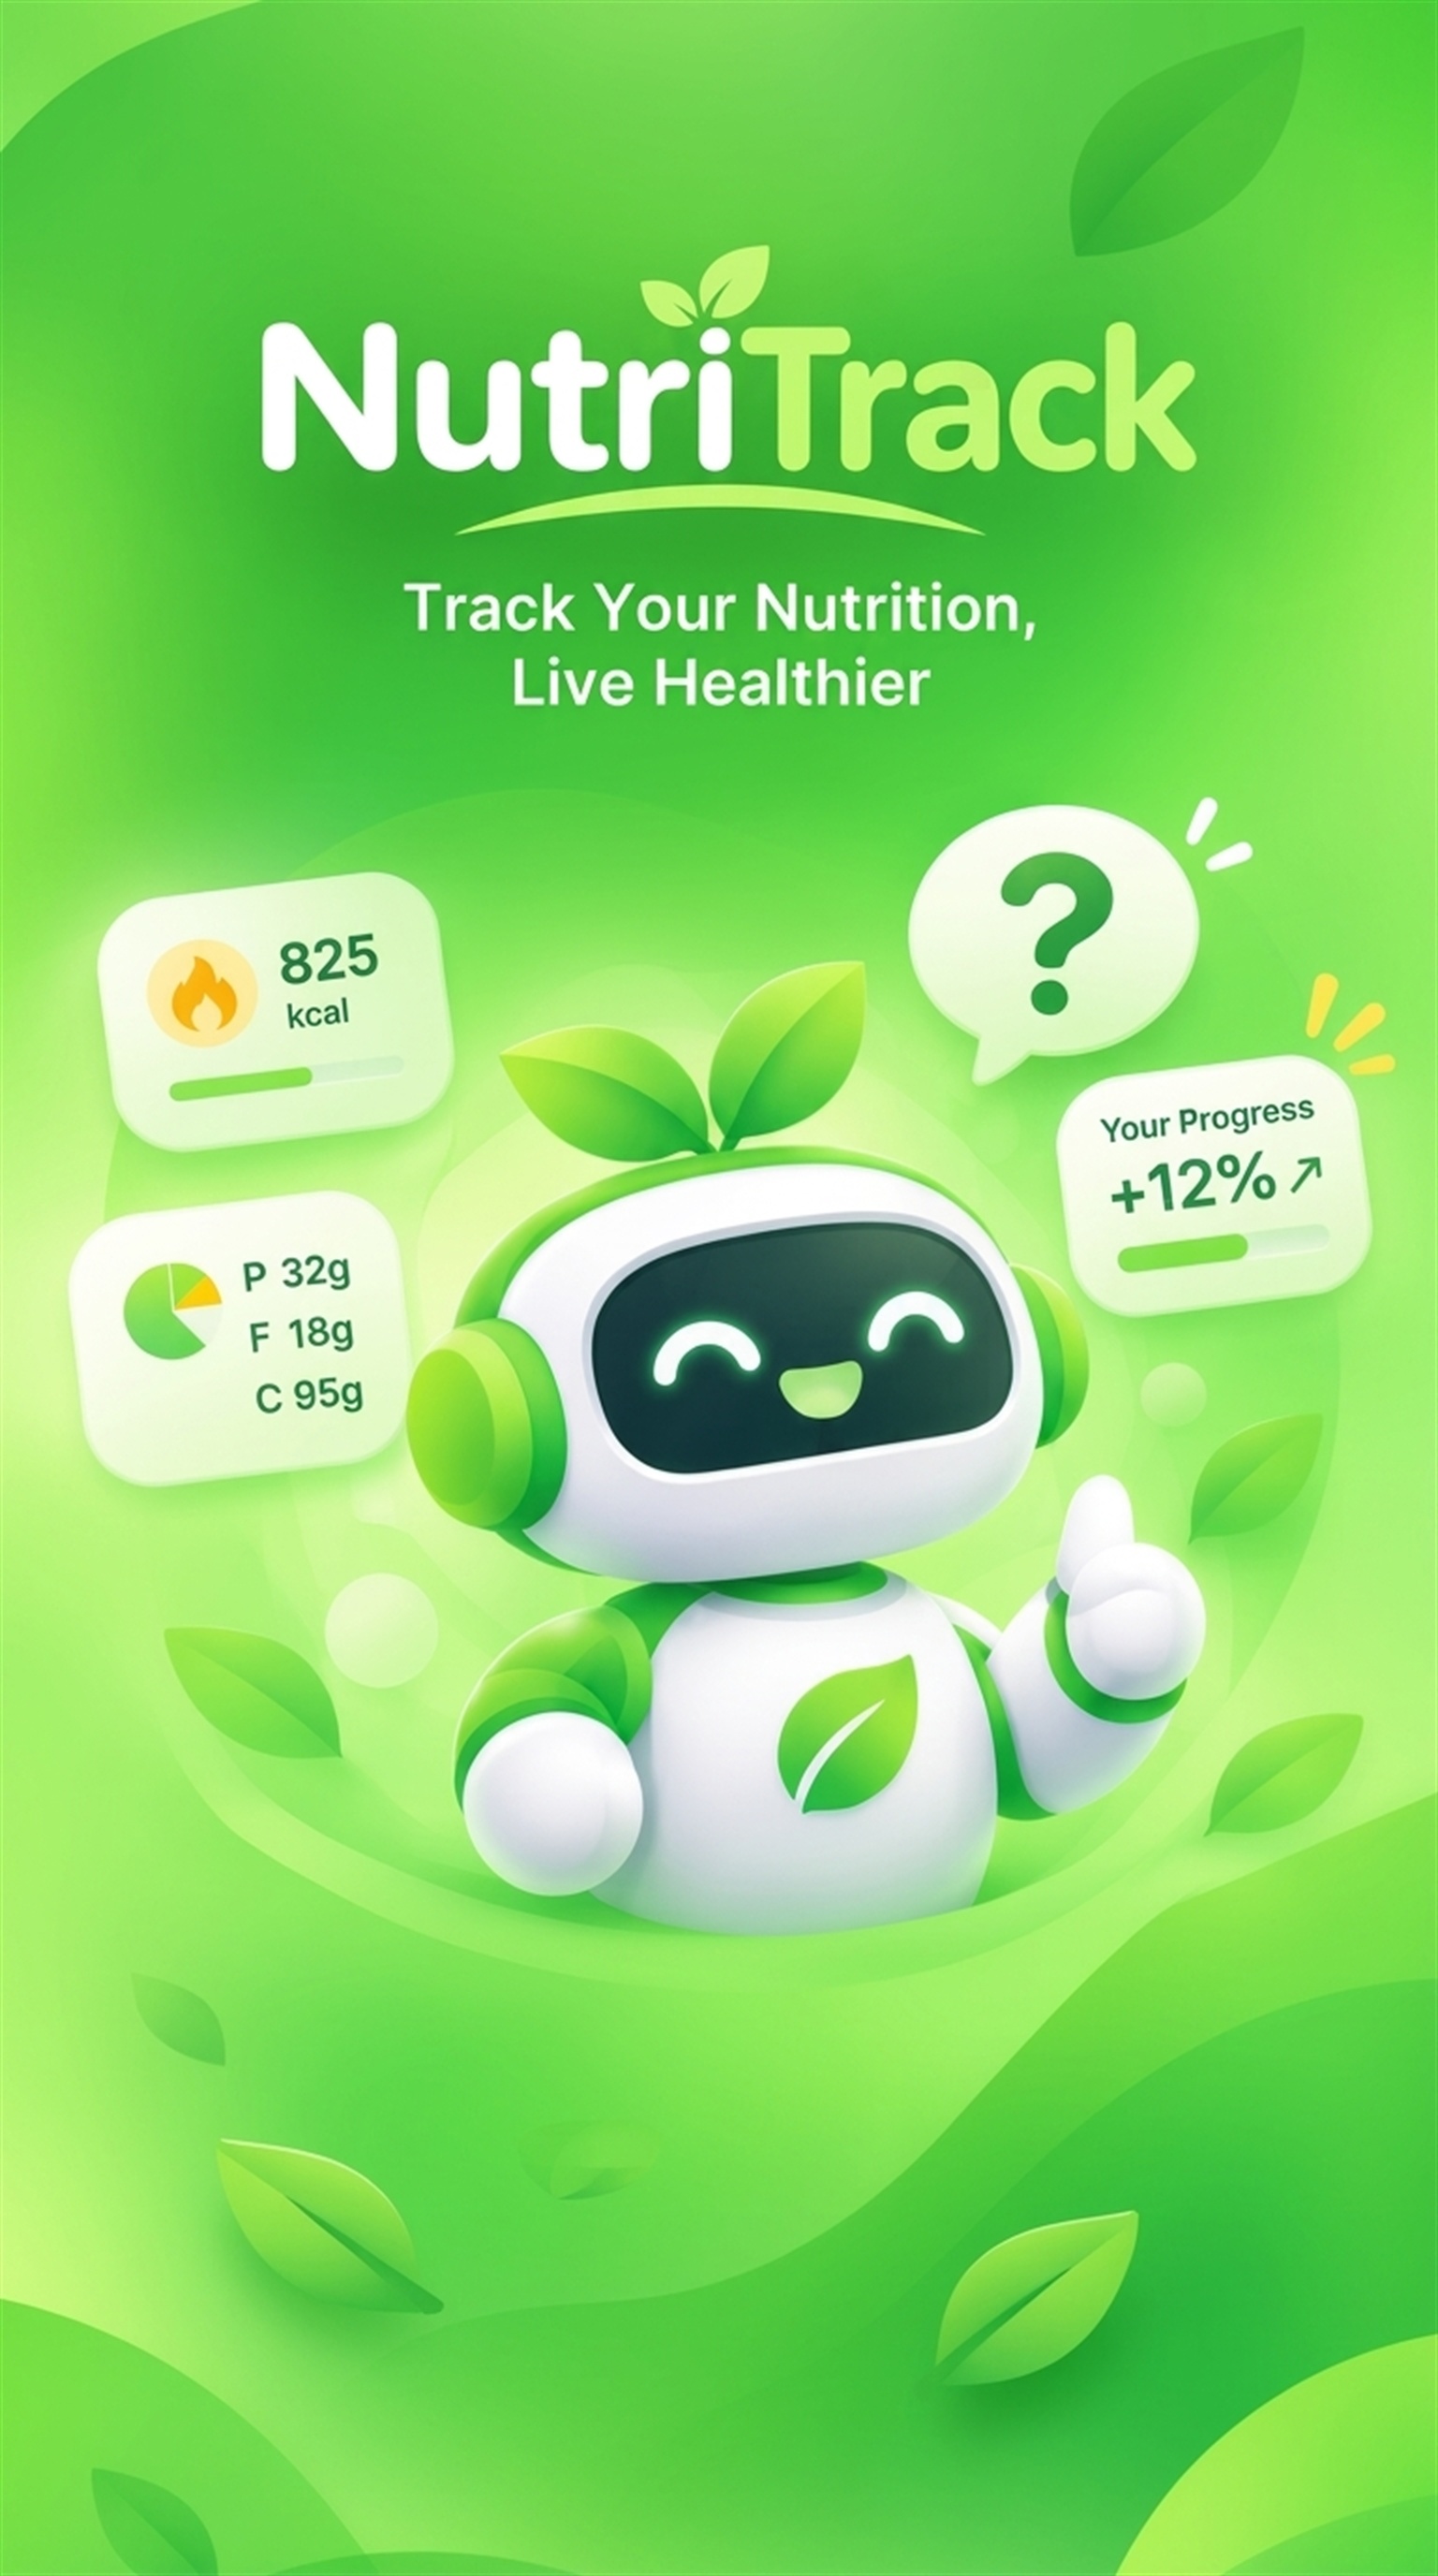 NutriTrack
Track Your Nutrition,
Live Healthier
825
kcal
?
Your Progress
+12%↗
P 32g
F 18g
C 95g